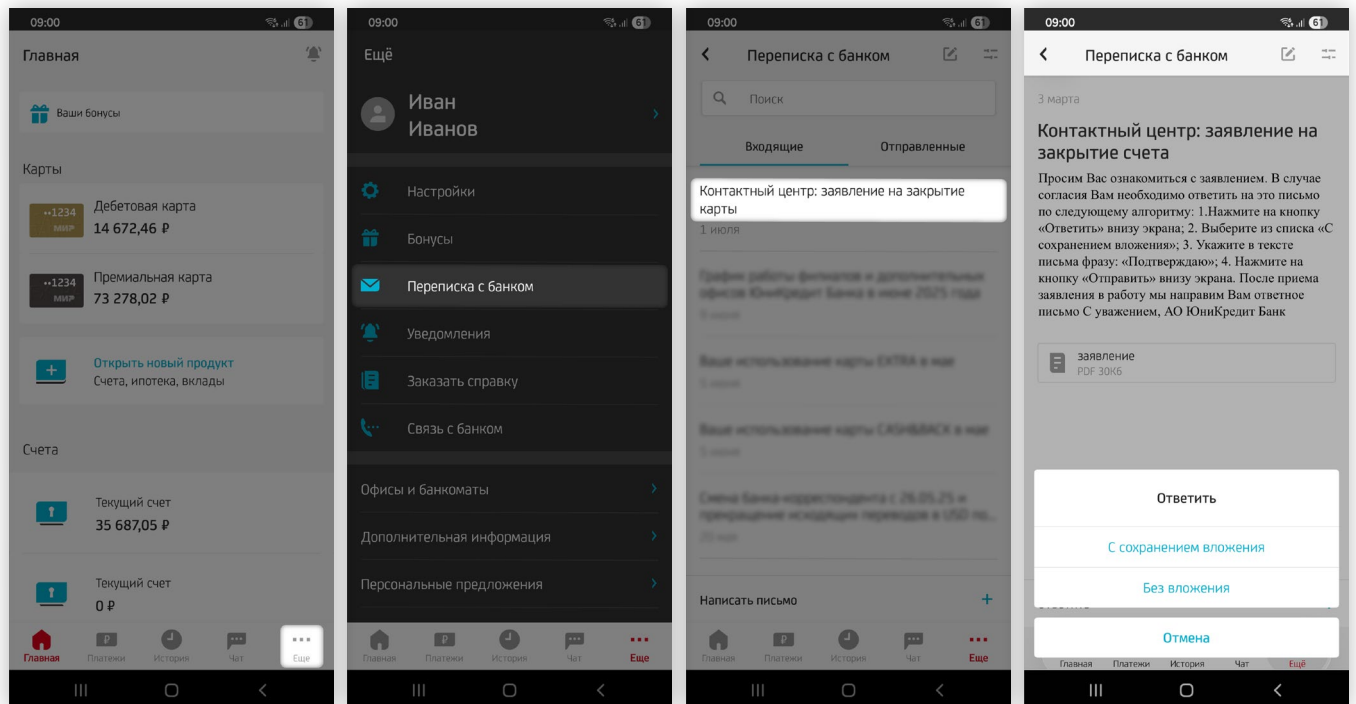 09:00
61
Главная
Ваши бонусы
Карты
••1234
МИР
Дебетовая карта
14 672,46 ₽
••1234
МИР
Премиальная карта
73 278,02 ₽
Открыть новый продукт
Счета, ипотека, вклады
Счета
Текущий счет
35 687,05 ₽
Текущий счет
0 ₽
Главная
Платежи
История
Чат
Еще
09:00
61
Ещё
Иван
Иванов
Настройки
Бонусы
Переписка с банком
Уведомления
Заказать справку
Связь с банком
Офисы и банкоматы
Дополнительная информация
Персональные предложения
Главная
Платежи
История
Чат
Еще
09:00
61
Переписка с банком
Поиск
Входящие
Отправленные
Контактный центр: заявление на закрытие
карты
1 июля
График работы филиалов и дополнительных
офисов ЮниКредит Банка в июне 2025 года
Ваше использование карты EXTRA в мае
Ваше использование карты CASH&BACK в мае
Смена банка-корреспондента с 26.05.25 и
прекращение исходящих переводов в USD по...
Написать письмо
Главная
Платежи
История
Чат
Еще
09:00
61
Переписка с банком
3 марта
Контактный центр: заявление на
закрытие счета
Просим Вас ознакомиться с заявлением. В случае
согласия Вам необходимо ответить на это письмо
по следующему алгоритму: 1.Нажмите на кнопку
«Ответить» внизу экрана; 2. Выберите из списка «С
сохранением вложения»; 3. Укажите в тексте
письма фразу: «Подтверждаю»; 4. Нажмите на
кнопку «Отправить» внизу экрана. После приема
заявления в работу мы направим Вам ответное
письмо С уважением, АО ЮниКредит Банк
заявление
PDF 30Кб
Ответить
С сохранением вложения
Без вложения
Отмена
Главная
Платежи
История
Чат
Ещё